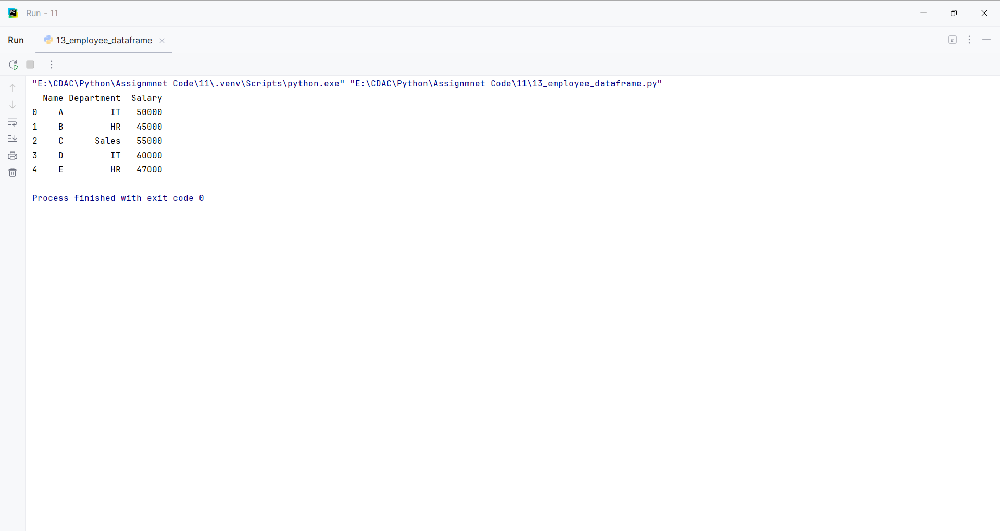 Run - 11
Run 13_employee_dataframe
"E:\CDAC\Python\Assignmnet Code\11\.venv\Scripts\python.exe" "E:\CDAC\Python\Assignmnet Code\11\13_employee_dataframe.py"
  Name Department  Salary
0    A         IT   50000
1    B         HR   45000
2    C      Sales   55000
3    D         IT   60000
4    E         HR   47000
Process finished with exit code 0